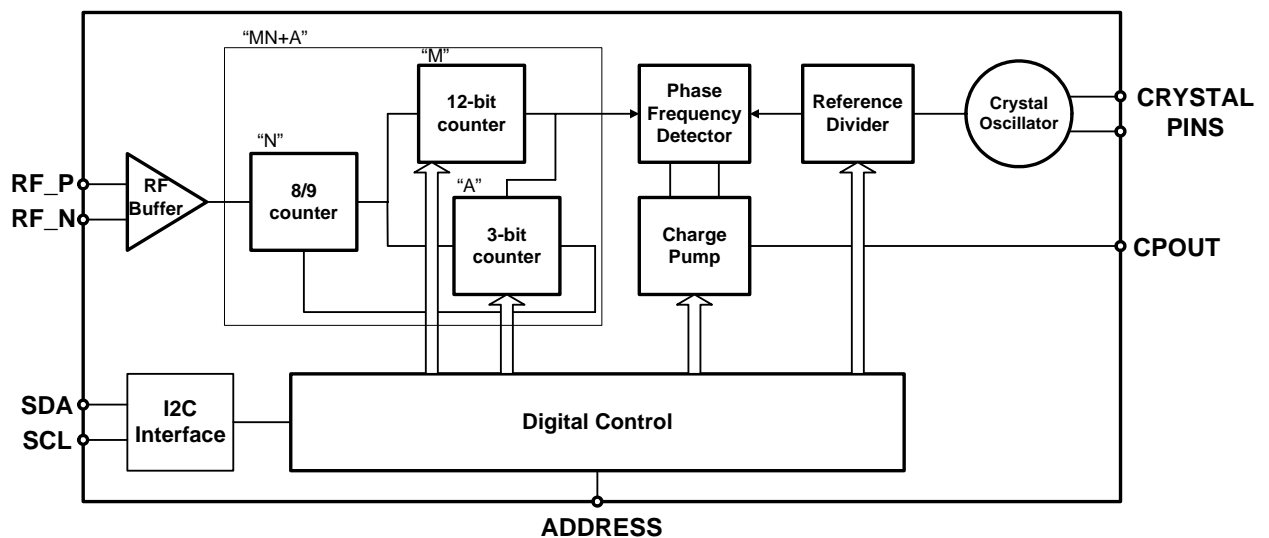 “MN+A”
“M”
12-bit
counter
“N”
8/9
counter
“A”
3-bit
counter
RF_P
RF_N
RF
Buffer
Phase
Frequency
Detector
Reference
Divider
Crystal
Oscillator
CRYSTAL
PINS
Charge
Pump
CPOUT
SDA
SCL
I2C
Interface
Digital Control
ADDRESS